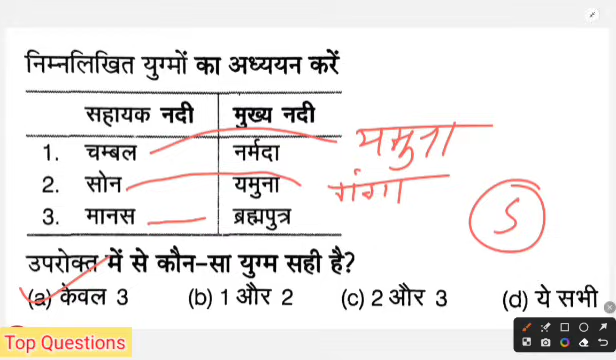 निम्नलिखित युग्मों का अध्ययन करें
सहायक नदी मुख्य नदी
1. चम्बल नर्मदा यमुना
2. सोन यमुना गंगा
3. मानस ब्रह्मपुत्र
उपरोक्त में से कौन-सा युग्म सही है?
(a) केवल 3 (b) 1 और 2 (c) 2 और 3 (d) ये सभी
Top Questions